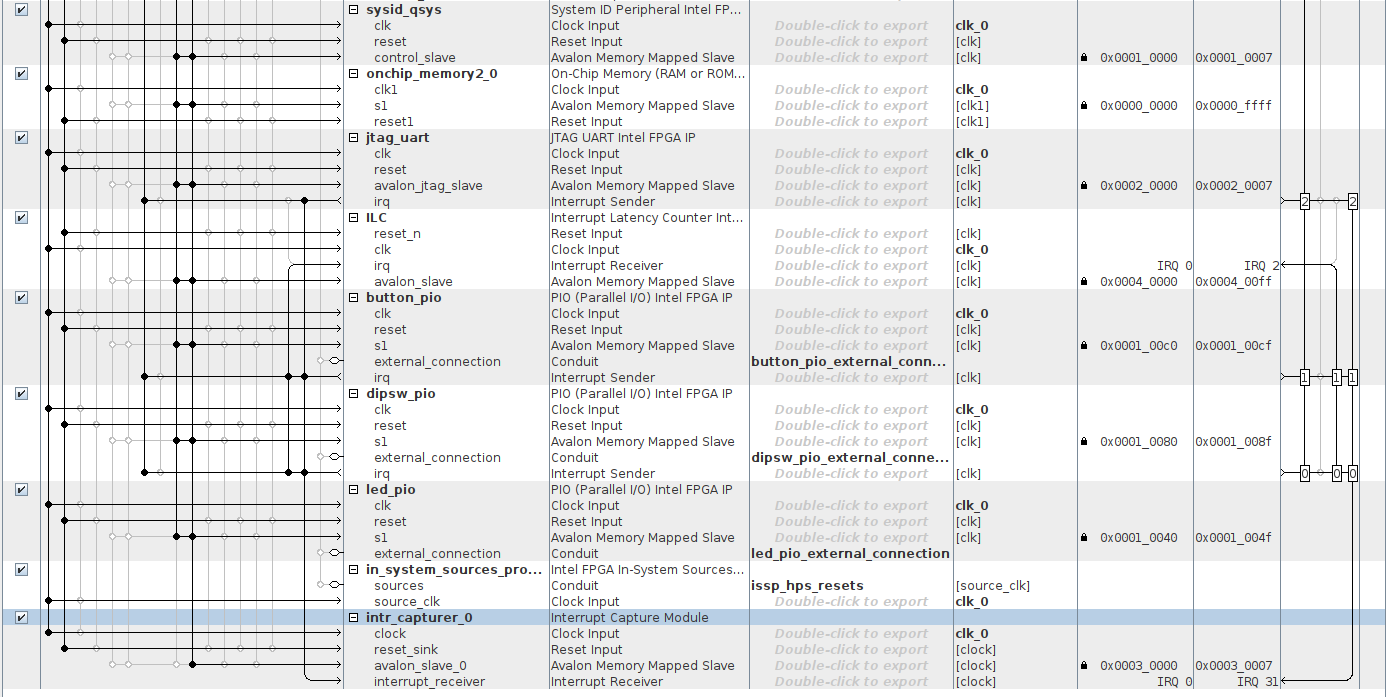 sysid_qsys System ID Peripheral Intel FP...
clk Clock Input Double-click to export clk_0
reset Reset Input Double-click to export [clk]
control_slave Avalon Memory Mapped Slave Double-click to export [clk] 0x0001_0000 0x0001_0007
onchip_memory2_0 On-Chip Memory (RAM or ROM...
clk1 Clock Input Double-click to export clk_0
s1 Avalon Memory Mapped Slave Double-click to export [clk1] 0x0000_0000 0x0000_ffff
reset1 Reset Input Double-click to export [clk1]
jtag_uart JTAG UART Intel FPGA IP
clk Clock Input Double-click to export clk_0
reset Reset Input Double-click to export [clk]
avalon_jtag_slave Avalon Memory Mapped Slave Double-click to export [clk] 0x0002_0000 0x0002_0007
irq Interrupt Sender Double-click to export [clk] 2 2
ILC Interrupt Latency Counter Int...
reset_n Reset Input Double-click to export [clk]
clk Clock Input Double-click to export clk_0
irq Interrupt Receiver Double-click to export [clk] IRQ 0 IRQ 2
avalon_slave Avalon Memory Mapped Slave Double-click to export [clk] 0x0004_0000 0x0004_00ff
button_pio PIO (Parallel I/O) Intel FPGA IP
clk Clock Input Double-click to export clk_0
reset Reset Input Double-click to export [clk]
s1 Avalon Memory Mapped Slave Double-click to export [clk] 0x0001_00c0 0x0001_00cf
external_connection Conduit button_pio_external_conn...
irq Interrupt Sender Double-click to export [clk] 1 1 1
dipsw_pio PIO (Parallel I/O) Intel FPGA IP
clk Clock Input Double-click to export clk_0
reset Reset Input Double-click to export [clk]
s1 Avalon Memory Mapped Slave Double-click to export [clk] 0x0001_0080 0x0001_008f
external_connection Conduit dipsw_pio_external_conne...
irq Interrupt Sender Double-click to export [clk] 0 0 0
led_pio PIO (Parallel I/O) Intel FPGA IP
clk Clock Input Double-click to export clk_0
reset Reset Input Double-click to export [clk]
s1 Avalon Memory Mapped Slave Double-click to export [clk] 0x0001_0040 0x0001_004f
external_connection Conduit led_pio_external_connection
in_system_sources_pro... Intel FPGA In-System Sources...
sources Conduit issp_hps_resets [source_clk]
source_clk Clock Input Double-click to export clk_0
intr_capturer_0 Interrupt Capture Module
clock Clock Input Double-click to export clk_0
reset_sink Reset Input Double-click to export [clock]
avalon_slave_0 Avalon Memory Mapped Slave Double-click to export [clock] 0x0003_0000 0x0003_0007
interrupt_receiver Interrupt Receiver Double-click to export [clock] IRQ 0 IRQ 31